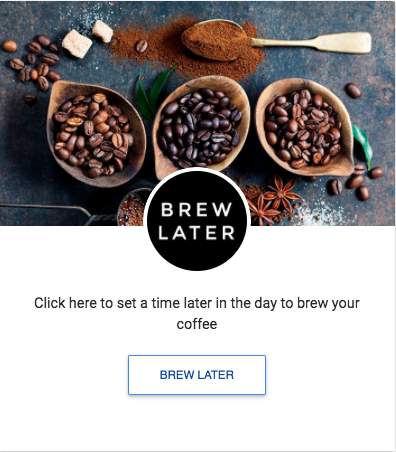 BREW
LATER
Click here to set a time later in the day to brew your
coffee
BREW LATER